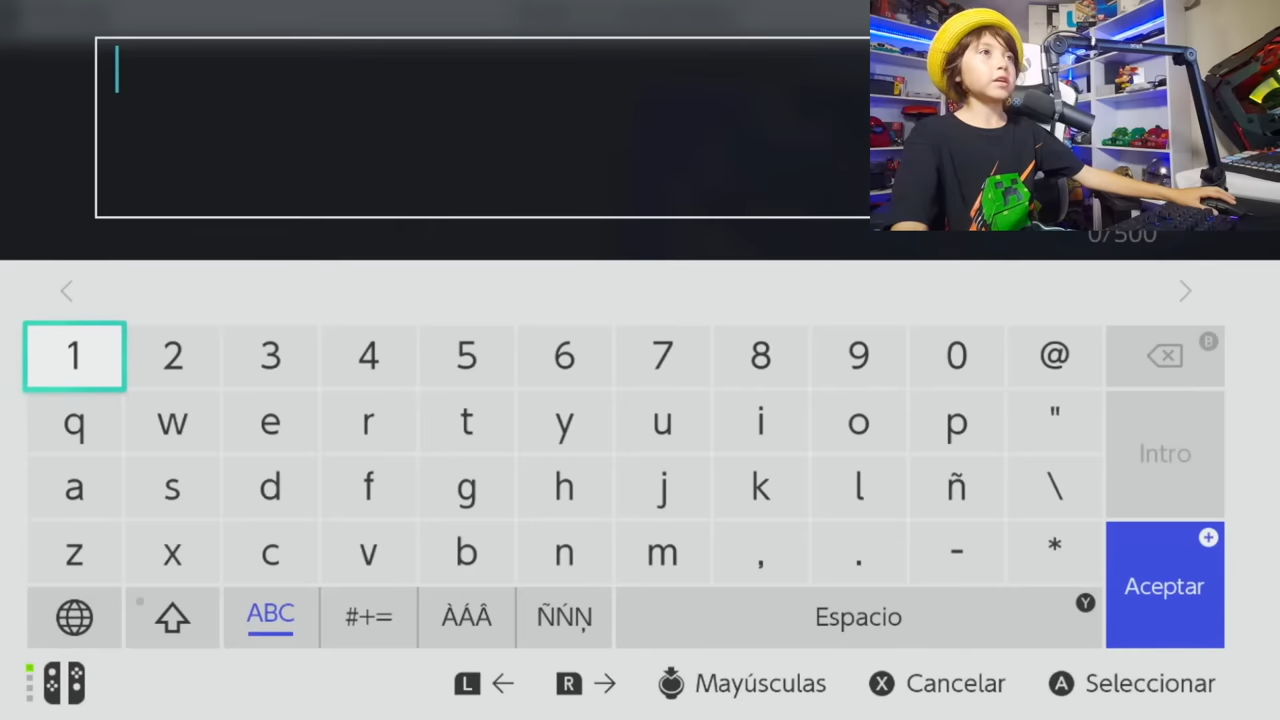 0/500
1 2 3 4 5 6 7 8 9 0 @ B
q w e r t y u i o p " Intro
a s d f g h j k l ñ \
z x c v b n m , . - * + Aceptar
ABC #+= ÀÁÂ ÑŃŅ Espacio Y
L ← R → Mayúsculas X Cancelar A Seleccionar